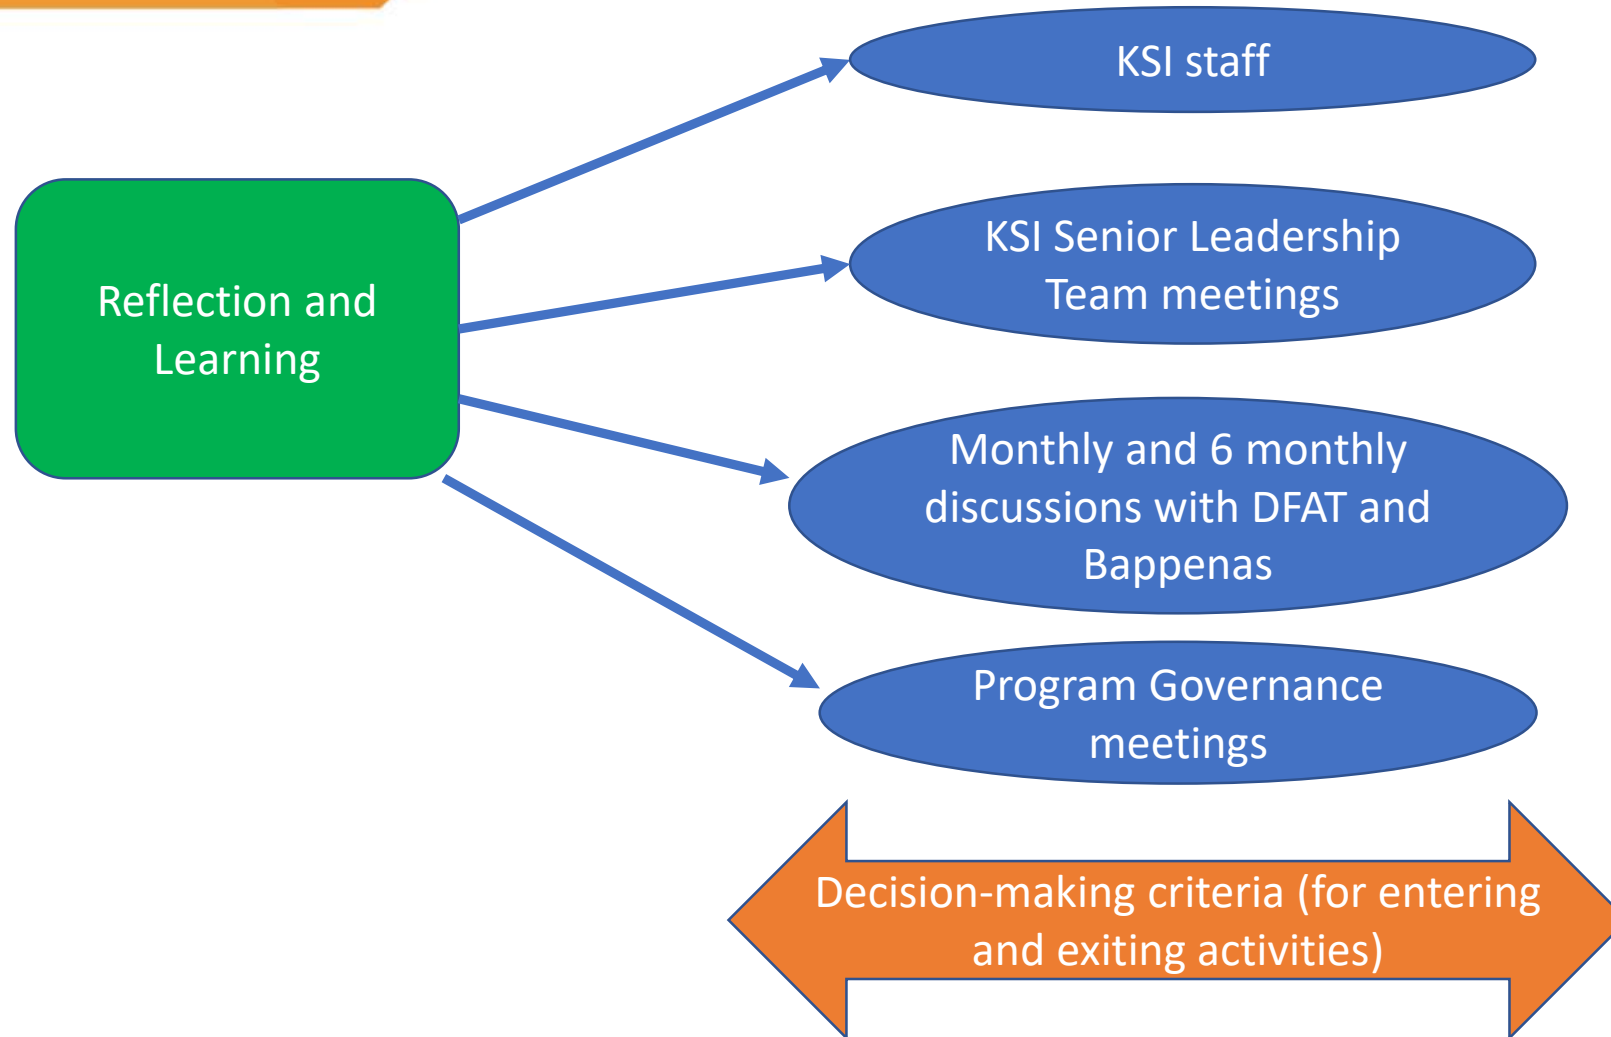 KSI staff
KSI Senior Leadership
Team meetings
Reflection and
Learning
Monthly and 6 monthly
discussions with DFAT and
Bappenas
Program Governance
meetings
Decision-making criteria (for entering
and exiting activities)